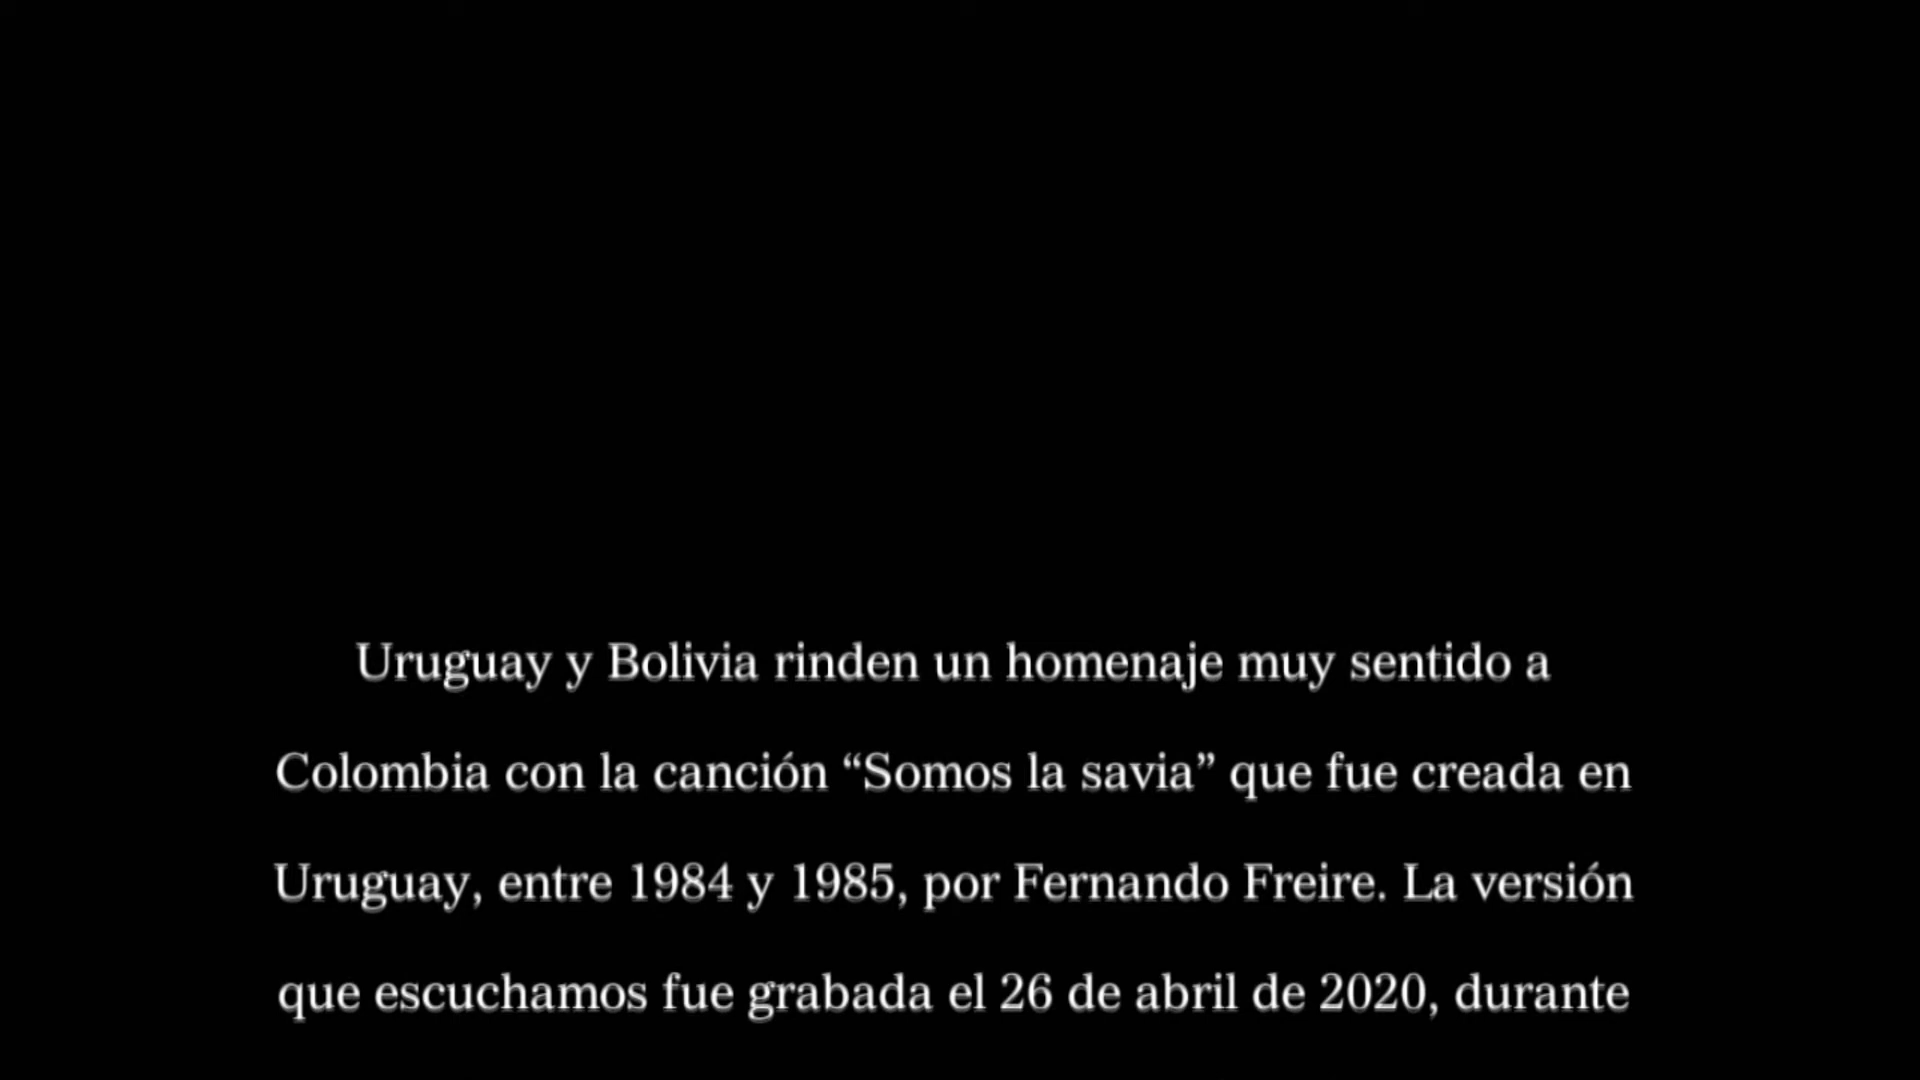 Uruguay y Bolivia rinden un homenaje muy sentido a
Colombia con la canción “Somos la savia” que fue creada en
Uruguay, entre 1984 y 1985, por Fernando Freire. La versión
que escuchamos fue grabada el 26 de abril de 2020, durante